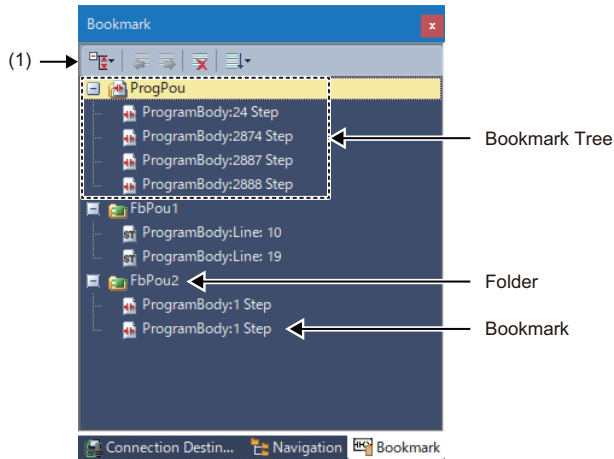 Bookmark
x
(1)
ProgPou
ProgramBody:24 Step
ProgramBody:2874 Step
Bookmark Tree
ProgramBody:2887 Step
ProgramBody:2888 Step
FbPou1
ST ProgramBody:Line: 10
ST ProgramBody:Line: 19
FbPou2
Folder
ProgramBody:1 Step
ProgramBody:1 Step
Bookmark
Connection Destin... Navigation Bookmark